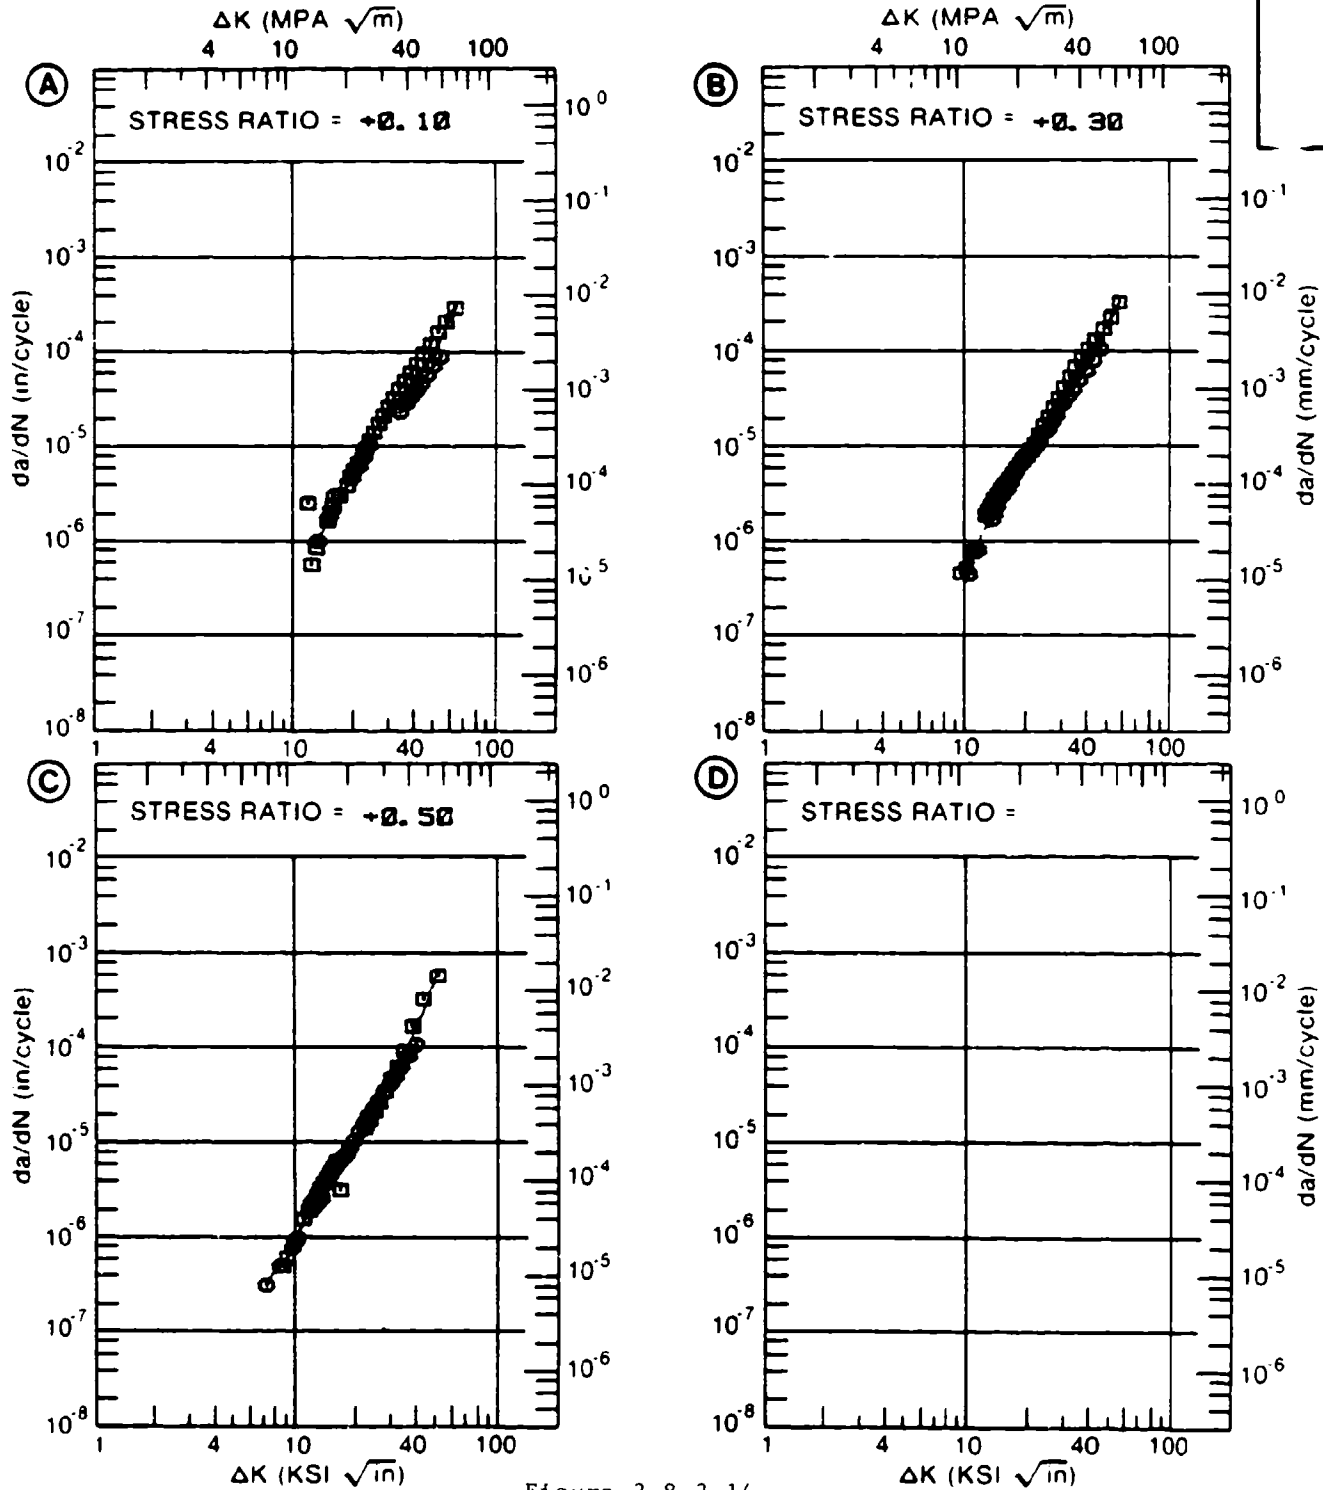 ΔK (MPA √m) ΔK (MPA √m)
4 10 40 100 4 10 40 100
A B
STRESS RATIO = +0.10 STRESS RATIO = +0.30
10^0
10^-2 10^-2
10^-1 10^-1
10^-3 10^-3
10^-2 10^-2
10^-4 10^-4
10^-3 10^-3
10^-5 10^-5
10^-4 10^-4
10^-6 10^-6
10^-5 10^-5
10^-7 10^-7
10^-6 10^-6
10^-8 10^-8
da/dN (in/cycle) da/dN (mm/cycle)
1 4 10 40 100 1 4 10 40 100
C D
STRESS RATIO = +0.50 STRESS RATIO =
10^0 10^0
10^-2 10^-2
10^-1 10^-1
10^-3 10^-3
10^-2 10^-2
10^-4 10^-4
10^-3 10^-3
10^-5 10^-5
10^-4 10^-4
10^-6 10^-6
10^-5 10^-5
10^-7 10^-7
10^-6 10^-6
10^-8 10^-8
da/dN (in/cycle) da/dN (mm/cycle)
1 4 10 40 100 1 4 10 40 100
ΔK (KSI √in) ΔK (KSI √in)
Figure